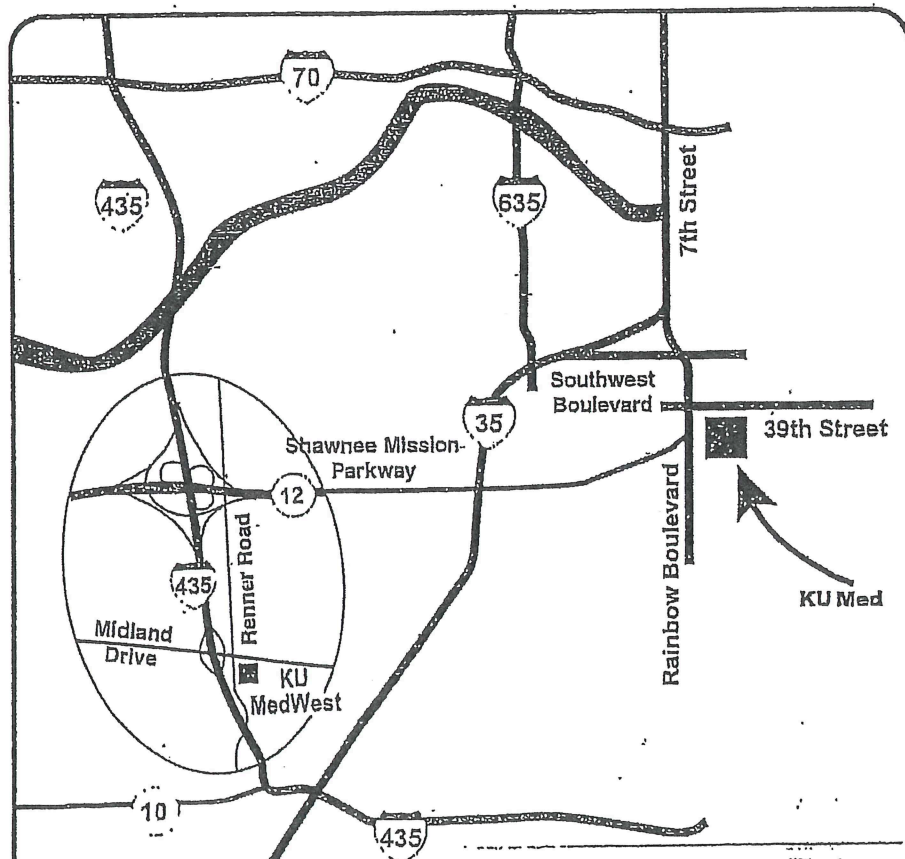 70
435
635
7th Street
Southwest
Boulevard
35
39th Street
Shawnee Mission
Parkway
12
Rainbow Boulevard
Renner Road
435
KU Med
Midland
Drive
KU
MedWest
10
435